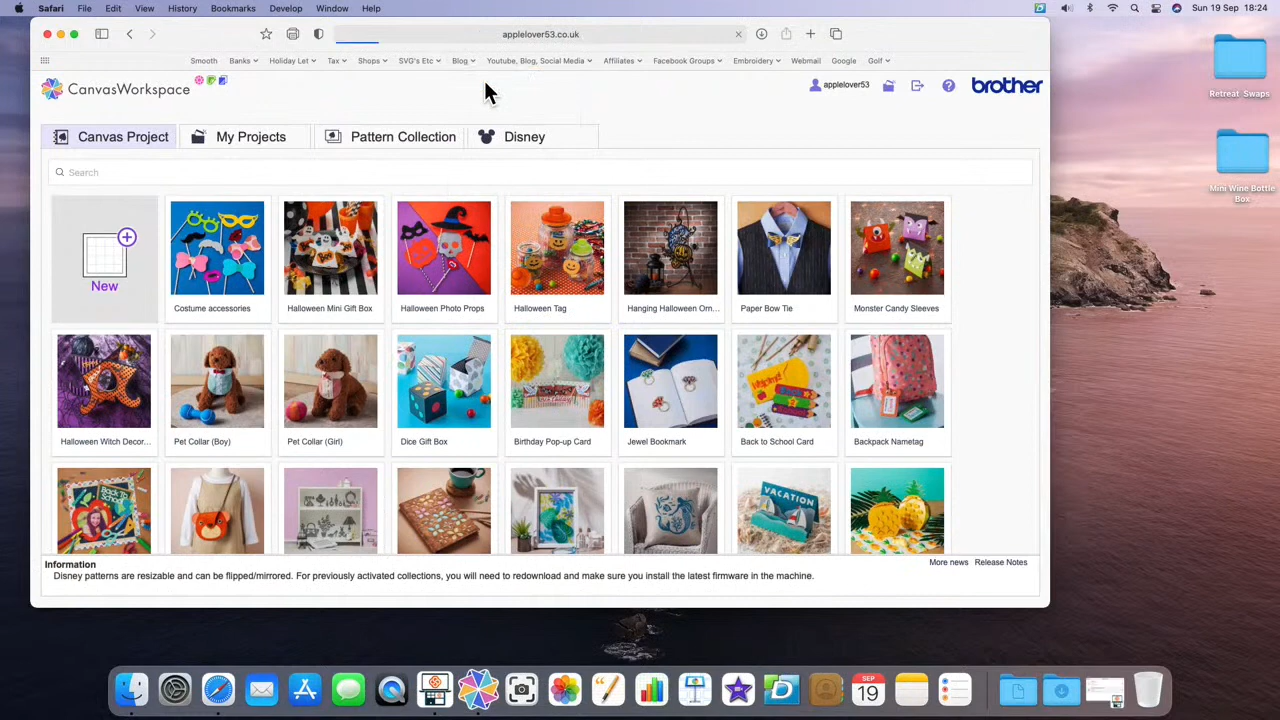 Safari File Edit View History Bookmarks Develop Window Help Sun 19 Sep 18:24
applelover53.co.uk
Smooth Banks Holiday Let Tax Shops SVG's Etc Blog Youtube, Blog, Social Media Affiliates Facebook Groups Embroidery Webmail Google Golf
CanvasWorkspace applelover53 brother
Canvas Project My Projects Pattern Collection Disney
Search
New
Costume accessories
Halloween Mini Gift Box
Halloween Photo Props
Halloween Tag
Hanging Halloween Orn...
Paper Bow Tie
Monster Candy Sleeves
Halloween Witch Decor...
Pet Collar (Boy)
Pet Collar (Girl)
Dice Gift Box
Birthday Pop-up Card
Jewel Bookmark
Back to School Card
Backpack Nametag
VACATION
Information More news Release Notes
Disney patterns are resizable and can be flipped/mirrored. For previously activated collections, you will need to redownload and make sure you install the latest firmware in the machine.
Retreat Swaps
Mini Wine Bottle
Box
SEP
19